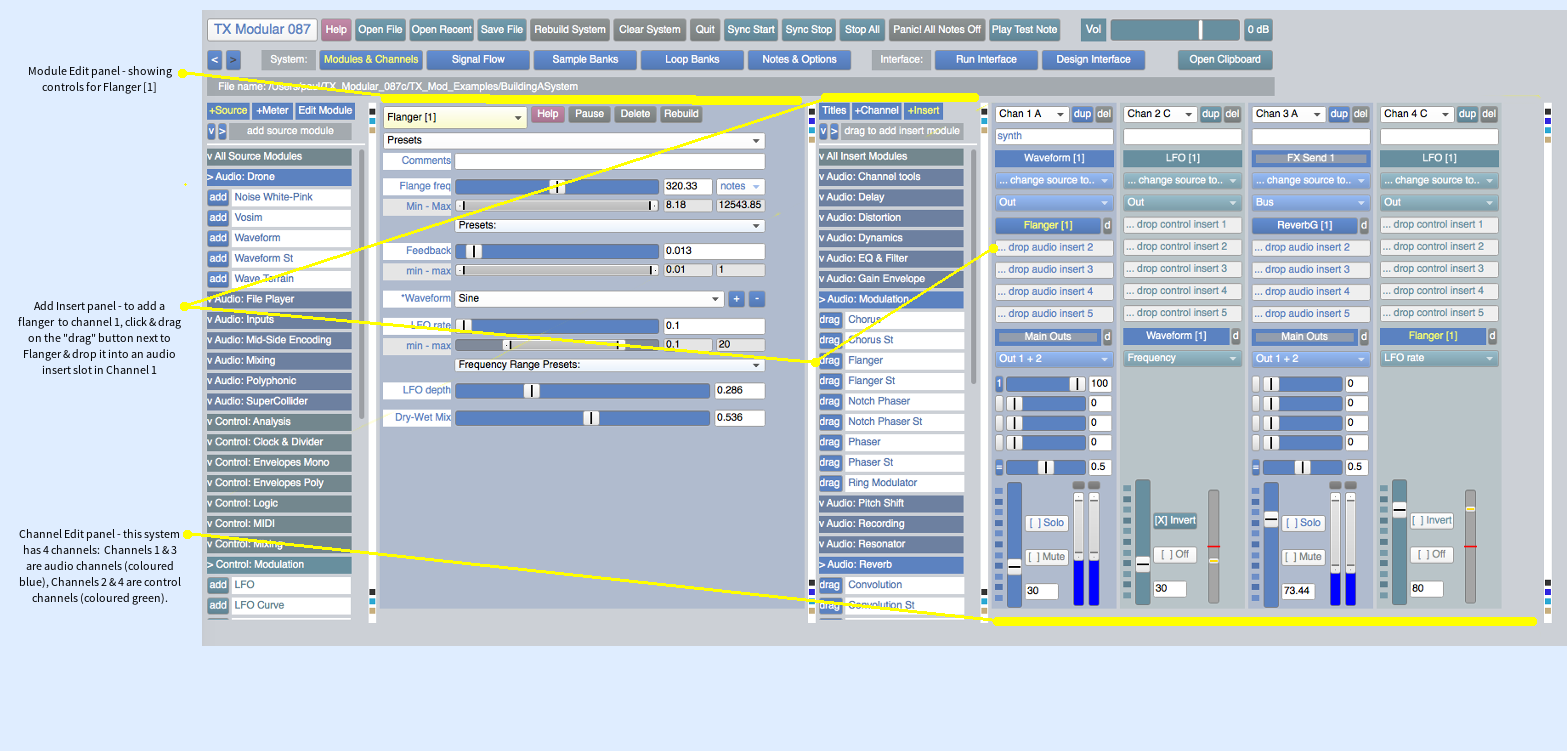 TX Modular 087 Help Open File Open Recent Save File Rebuild System Clear System Quit Sync Start Sync Stop Stop All Panic! All Notes Off Play Test Note Vol 0 dB
< > System: Modules & Channels Signal Flow Sample Banks Loop Banks Notes & Options Interface: Run Interface Design Interface Open Clipboard
File name: /Users/paul/TX_Modular_087c/TX_Mod_Examples/BuildingASystem
Module Edit panel - showing
controls for Flanger [1]
Add Insert panel - to add a
flanger to channel 1, click & drag
on the "drag" button next to
Flanger & drop it into an audio
insert slot in Channel 1
Channel Edit panel - this system
has 4 channels: Channels 1 & 3
are audio channels (coloured
blue), Channels 2 & 4 are control
channels (coloured green).
+Source +Meter Edit Module
v > add source module
v All Source Modules
> Audio: Drone
add Noise White-Pink
add Vosim
add Waveform
add Waveform St
add Wave Terrain
v Audio: File Player
v Audio: Inputs
v Audio: Mid-Side Encoding
v Audio: Mixing
v Audio: Polyphonic
v Audio: SuperCollider
v Control: Analysis
v Control: Clock & Divider
v Control: Envelopes Mono
v Control: Envelopes Poly
v Control: Logic
v Control: MIDI
v Control: Mixing
> Control: Modulation
add LFO
add LFO Curve
Flanger [1] Help Pause Delete Rebuild
Presets
Comments
Flange freq 320.33 notes
Min - Max 8.18 12543.85
Presets:
Feedback 0.013
min - max 0.01 1
*Waveform Sine + -
LFO rate 0.1
min - max 0.1 20
Frequency Range Presets:
LFO depth 0.286
Dry-Wet Mix 0.536
Titles +Channel +Insert
v > drag to add insert module
v All Insert Modules
v Audio: Channel tools
v Audio: Delay
v Audio: Distortion
v Audio: Dynamics
v Audio: EQ & Filter
v Audio: Gain Envelope
> Audio: Modulation
drag Chorus
drag Chorus St
drag Flanger
drag Flanger St
drag Notch Phaser
drag Notch Phaser St
drag Phaser
drag Phaser St
drag Ring Modulator
v Audio: Pitch Shift
v Audio: Recording
v Audio: Resonator
> Audio: Reverb
drag Convolution
drag Convolution St
Chan 1 A dup del
synth
Waveform [1]
... change source to..
Out
Flanger [1] d
... drop audio insert 2
... drop audio insert 3
... drop audio insert 4
... drop audio insert 5
Main Outs d
Out 1 + 2
1 100
0
0
0
= 0.5
[ ] Solo
[ ] Mute
30
Chan 2 C dup del
LFO [1]
... change source to..
Out
... drop control insert 1
... drop control insert 2
... drop control insert 3
... drop control insert 4
... drop control insert 5
Waveform [1] d
Frequency
[X] Invert
[ ] Off
30
Chan 3 A dup del
FX Send 1
... change source to..
Bus
ReverbG [1] d
... drop audio insert 2
... drop audio insert 3
... drop audio insert 4
... drop audio insert 5
Main Outs d
Out 1 + 2
0
0
0
0
= 0.5
[ ] Solo
[ ] Mute
73.44
Chan 4 C dup del
LFO [1]
... change source to..
Out
... drop control insert 1
... drop control insert 2
... drop control insert 3
... drop control insert 4
... drop control insert 5
Flanger [1] d
LFO rate
[ ] Invert
[ ] Off
80